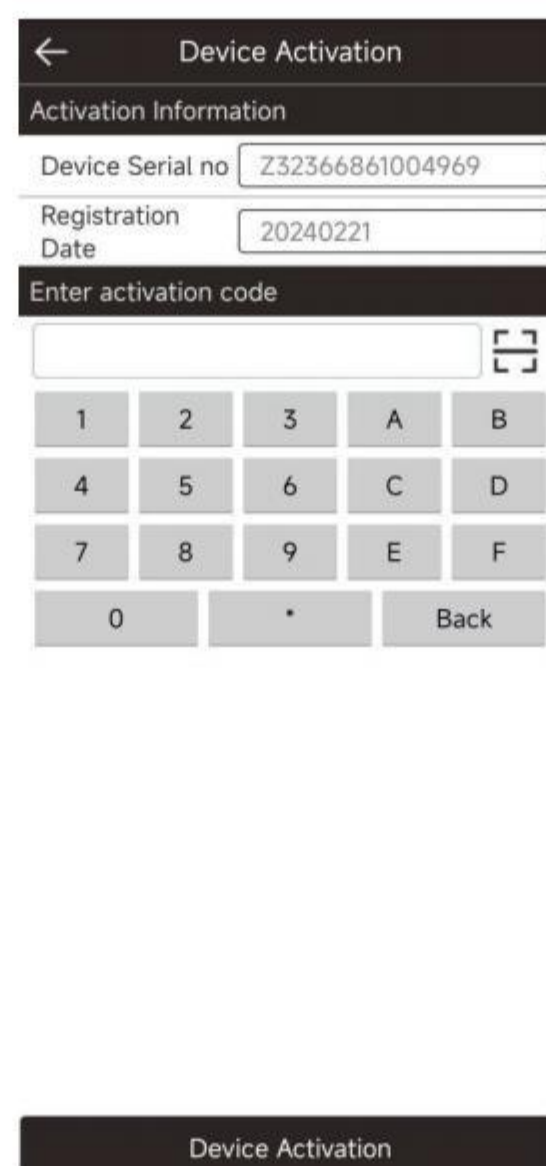 Device Activation
Activation Information
Device Serial no Z32366861004969
Registration
Date
20240221
Enter activation code
1 2 3 A B
4 5 6 C D
7 8 9 E F
0 • Back
Device Activation